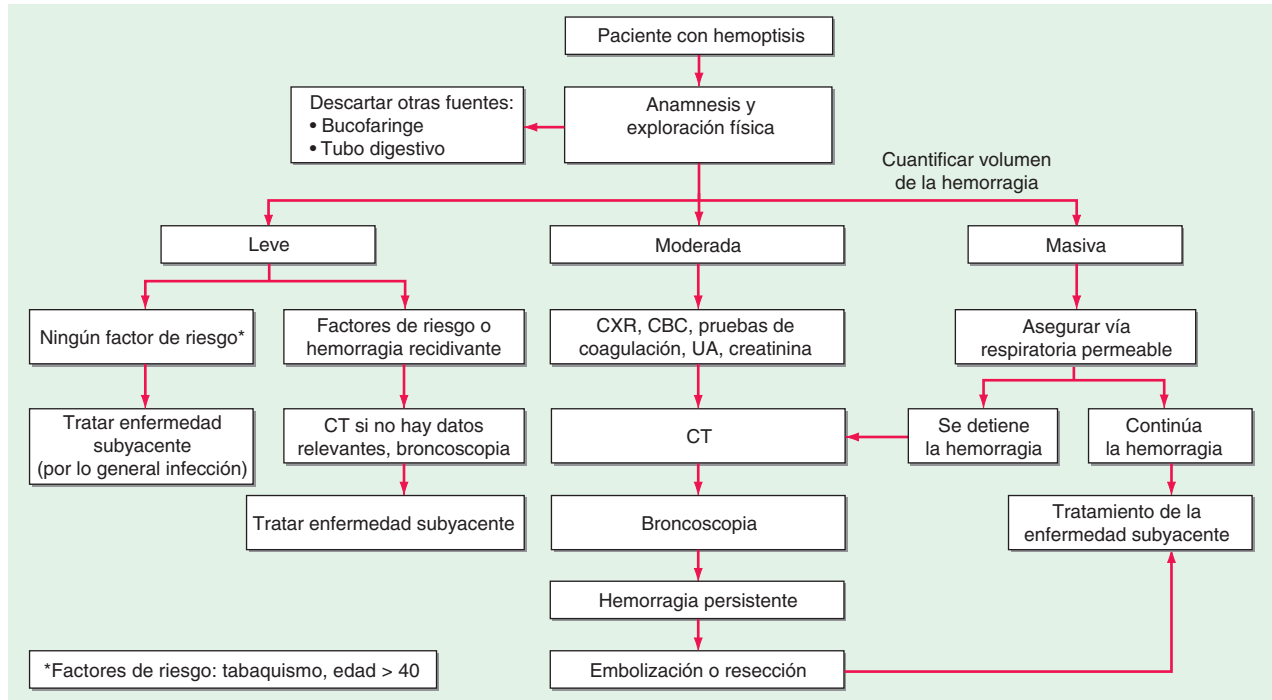 Paciente con hemoptisis
Descartar otras fuentes:
• Bucofaringe
• Tubo digestivo
Anamnesis y
exploración física
Cuantificar volumen
de la hemorragia
Leve
Moderada
Masiva
Ningún factor de riesgo*
Factores de riesgo o
hemorragia recidivante
CXR, CBC, pruebas de
coagulación, UA, creatinina
Asegurar vía
respiratoria permeable
Tratar enfermedad
subyacente
(por lo general infección)
CT si no hay datos
relevantes, broncoscopia
CT
Se detiene
la hemorragia
Continúa
la hemorragia
Tratar enfermedad subyacente
Broncoscopia
Tratamiento de la
enfermedad subyacente
Hemorragia persistente
*Factores de riesgo: tabaquismo, edad > 40
Embolización o resección